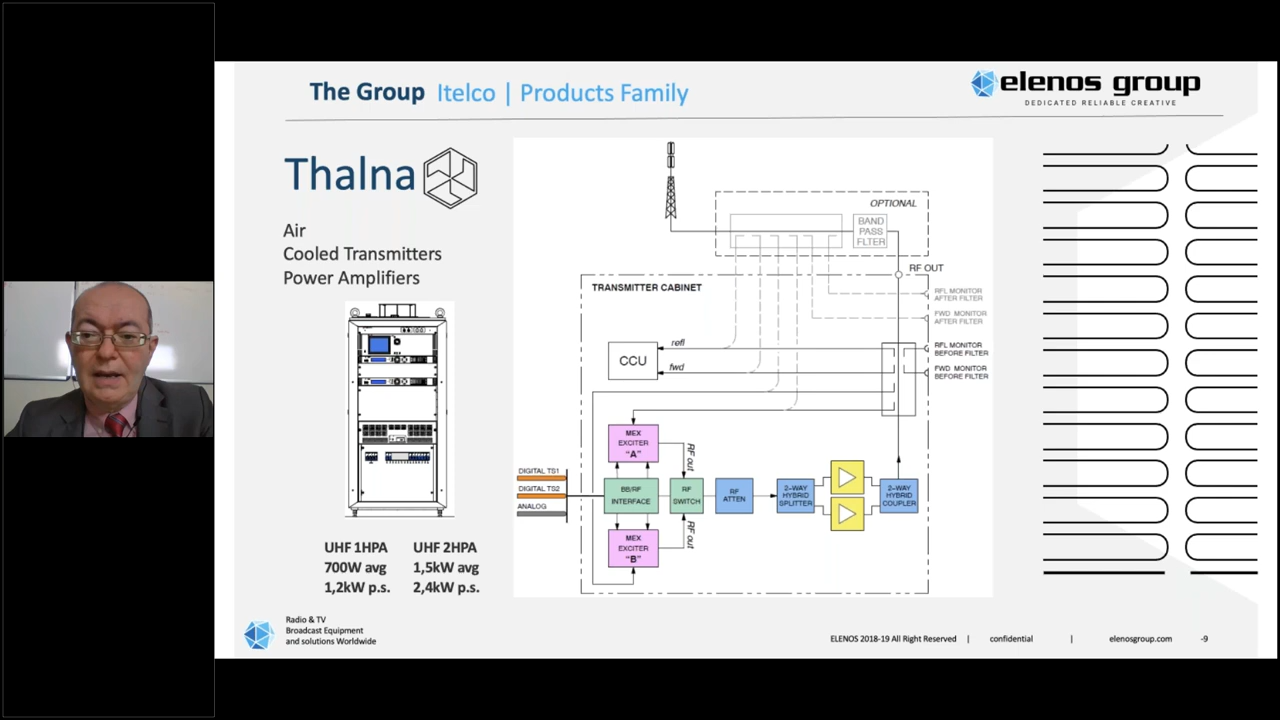 The Group Itelco | Products Family
elenos group
DEDICATED RELIABLE CREATIVE
Thalna
Air
Cooled Transmitters
Power Amplifiers
UHF 1HPA
700W avg
1,2kW p.s.
UHF 2HPA
1,5kW avg
2,4kW p.s.
OPTIONAL
BAND
PASS
FLTER
RF OUT
TRANSMITTER CABINET
RFL MONITOR
AFTER FILTER
FWD MONITOR
AFTER FILTER
RFL MONITOR
BEFORE FILTER
FWD MONITOR
BEFORE FILTER
CCU
refl
fwd
MEX
EXCITER
"A"
RF out
DIGITAL TS1
DIGITAL TS2
ANALOG
BB/RF
INTERFACE
RF
SWITCH
RF
ATTEN
2-WAY
HYBRID
SPLITTER
2-WAY
HYBRID
COUPLER
MEX
EXCITER
"B"
RF out
Radio & TV
Broadcast Equipment
and solutions Worldwide
ELENOS 2018-19 All Right Reserved | confidential | elenosgroup.com -9